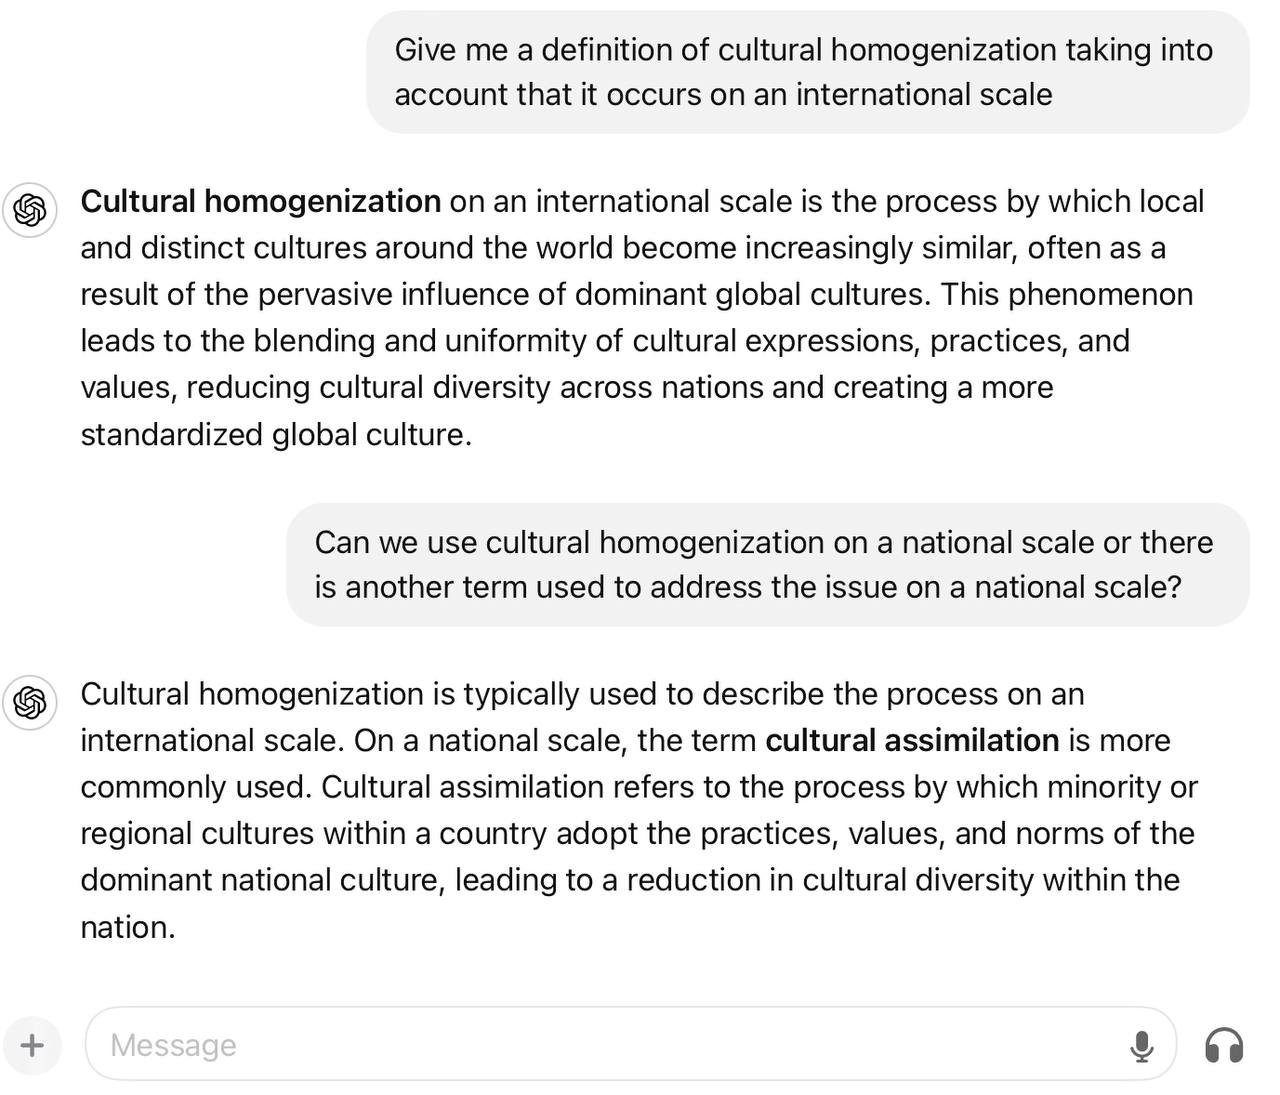 Give me a definition of cultural homogenization taking into
account that it occurs on an international scale
Cultural homogenization on an international scale is the process by which local
and distinct cultures around the world become increasingly similar, often as a
result of the pervasive influence of dominant global cultures. This phenomenon
leads to the blending and uniformity of cultural expressions, practices, and
values, reducing cultural diversity across nations and creating a more
standardized global culture.
Can we use cultural homogenization on a national scale or there
is another term used to address the issue on a national scale?
Cultural homogenization is typically used to describe the process on an
international scale. On a national scale, the term cultural assimilation is more
commonly used. Cultural assimilation refers to the process by which minority or
regional cultures within a country adopt the practices, values, and norms of the
dominant national culture, leading to a reduction in cultural diversity within the
nation.
Message